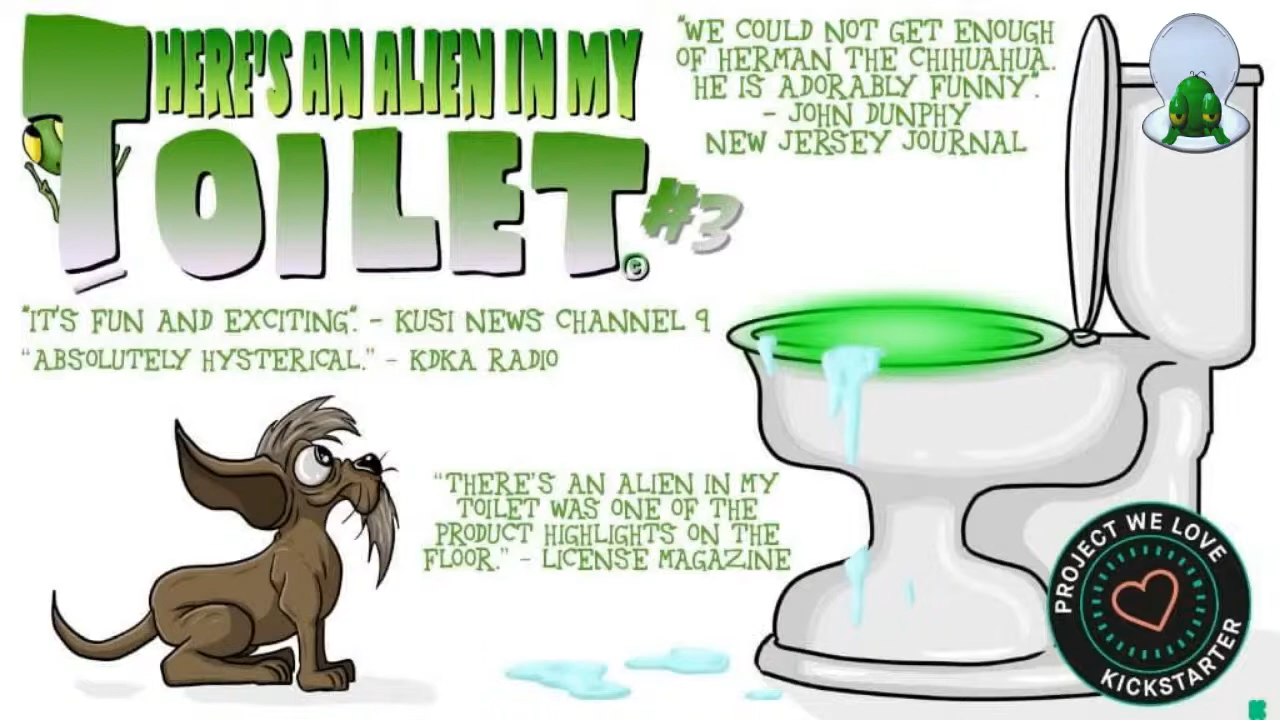 THERE'S AN ALIEN IN MY
TOILET ©
#3
"WE COULD NOT GET ENOUGH
OF HERMAN THE CHIHUAHUA.
HE IS ADORABLY FUNNY".
- JOHN DUNPHY
NEW JERSEY JOURNAL
"IT'S FUN AND EXCITING". - KUSI NEWS CHANNEL 9
"ABSOLUTELY HYSTERICAL." - KDKA RADIO
"THERE'S AN ALIEN IN MY
TOILET WAS ONE OF THE
PRODUCT HIGHLIGHTS ON THE
FLOOR." - LICENSE MAGAZINE
PROJECT WE LOVE
KICKSTARTER
K